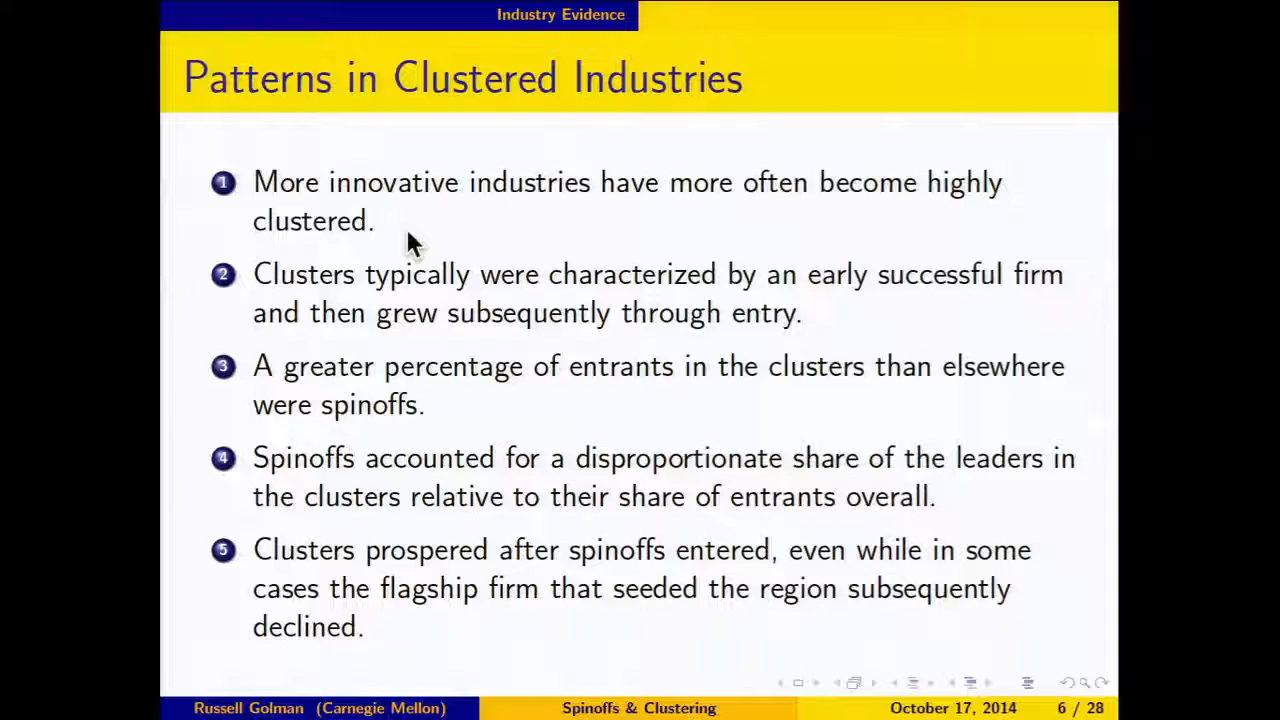 Industry Evidence
Patterns in Clustered Industries
1 More innovative industries have more often become highly
clustered.
2 Clusters typically were characterized by an early successful firm
and then grew subsequently through entry.
3 A greater percentage of entrants in the clusters than elsewhere
were spinoffs.
4 Spinoffs accounted for a disproportionate share of the leaders in
the clusters relative to their share of entrants overall.
5 Clusters prospered after spinoffs entered, even while in some
cases the flagship firm that seeded the region subsequently
declined.
Russell Golman (Carnegie Mellon) Spinoffs & Clustering October 17, 2014 6 / 28